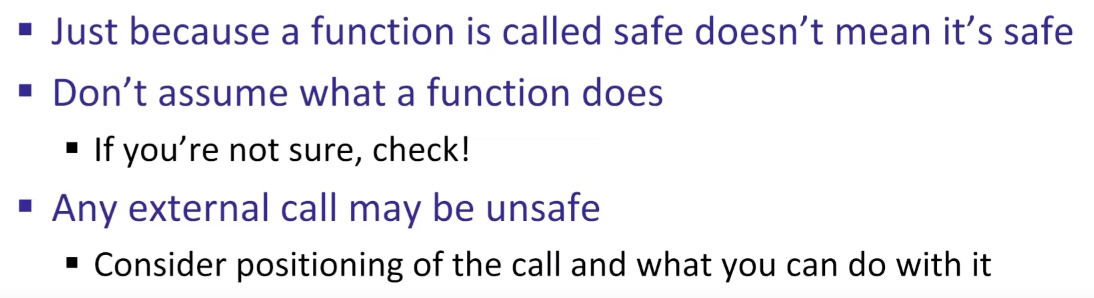 ▪ Just because a function is called safe doesn’t mean it’s safe
▪ Don’t assume what a function does
▪ If you’re not sure, check!
▪ Any external call may be unsafe
▪ Consider positioning of the call and what you can do with it